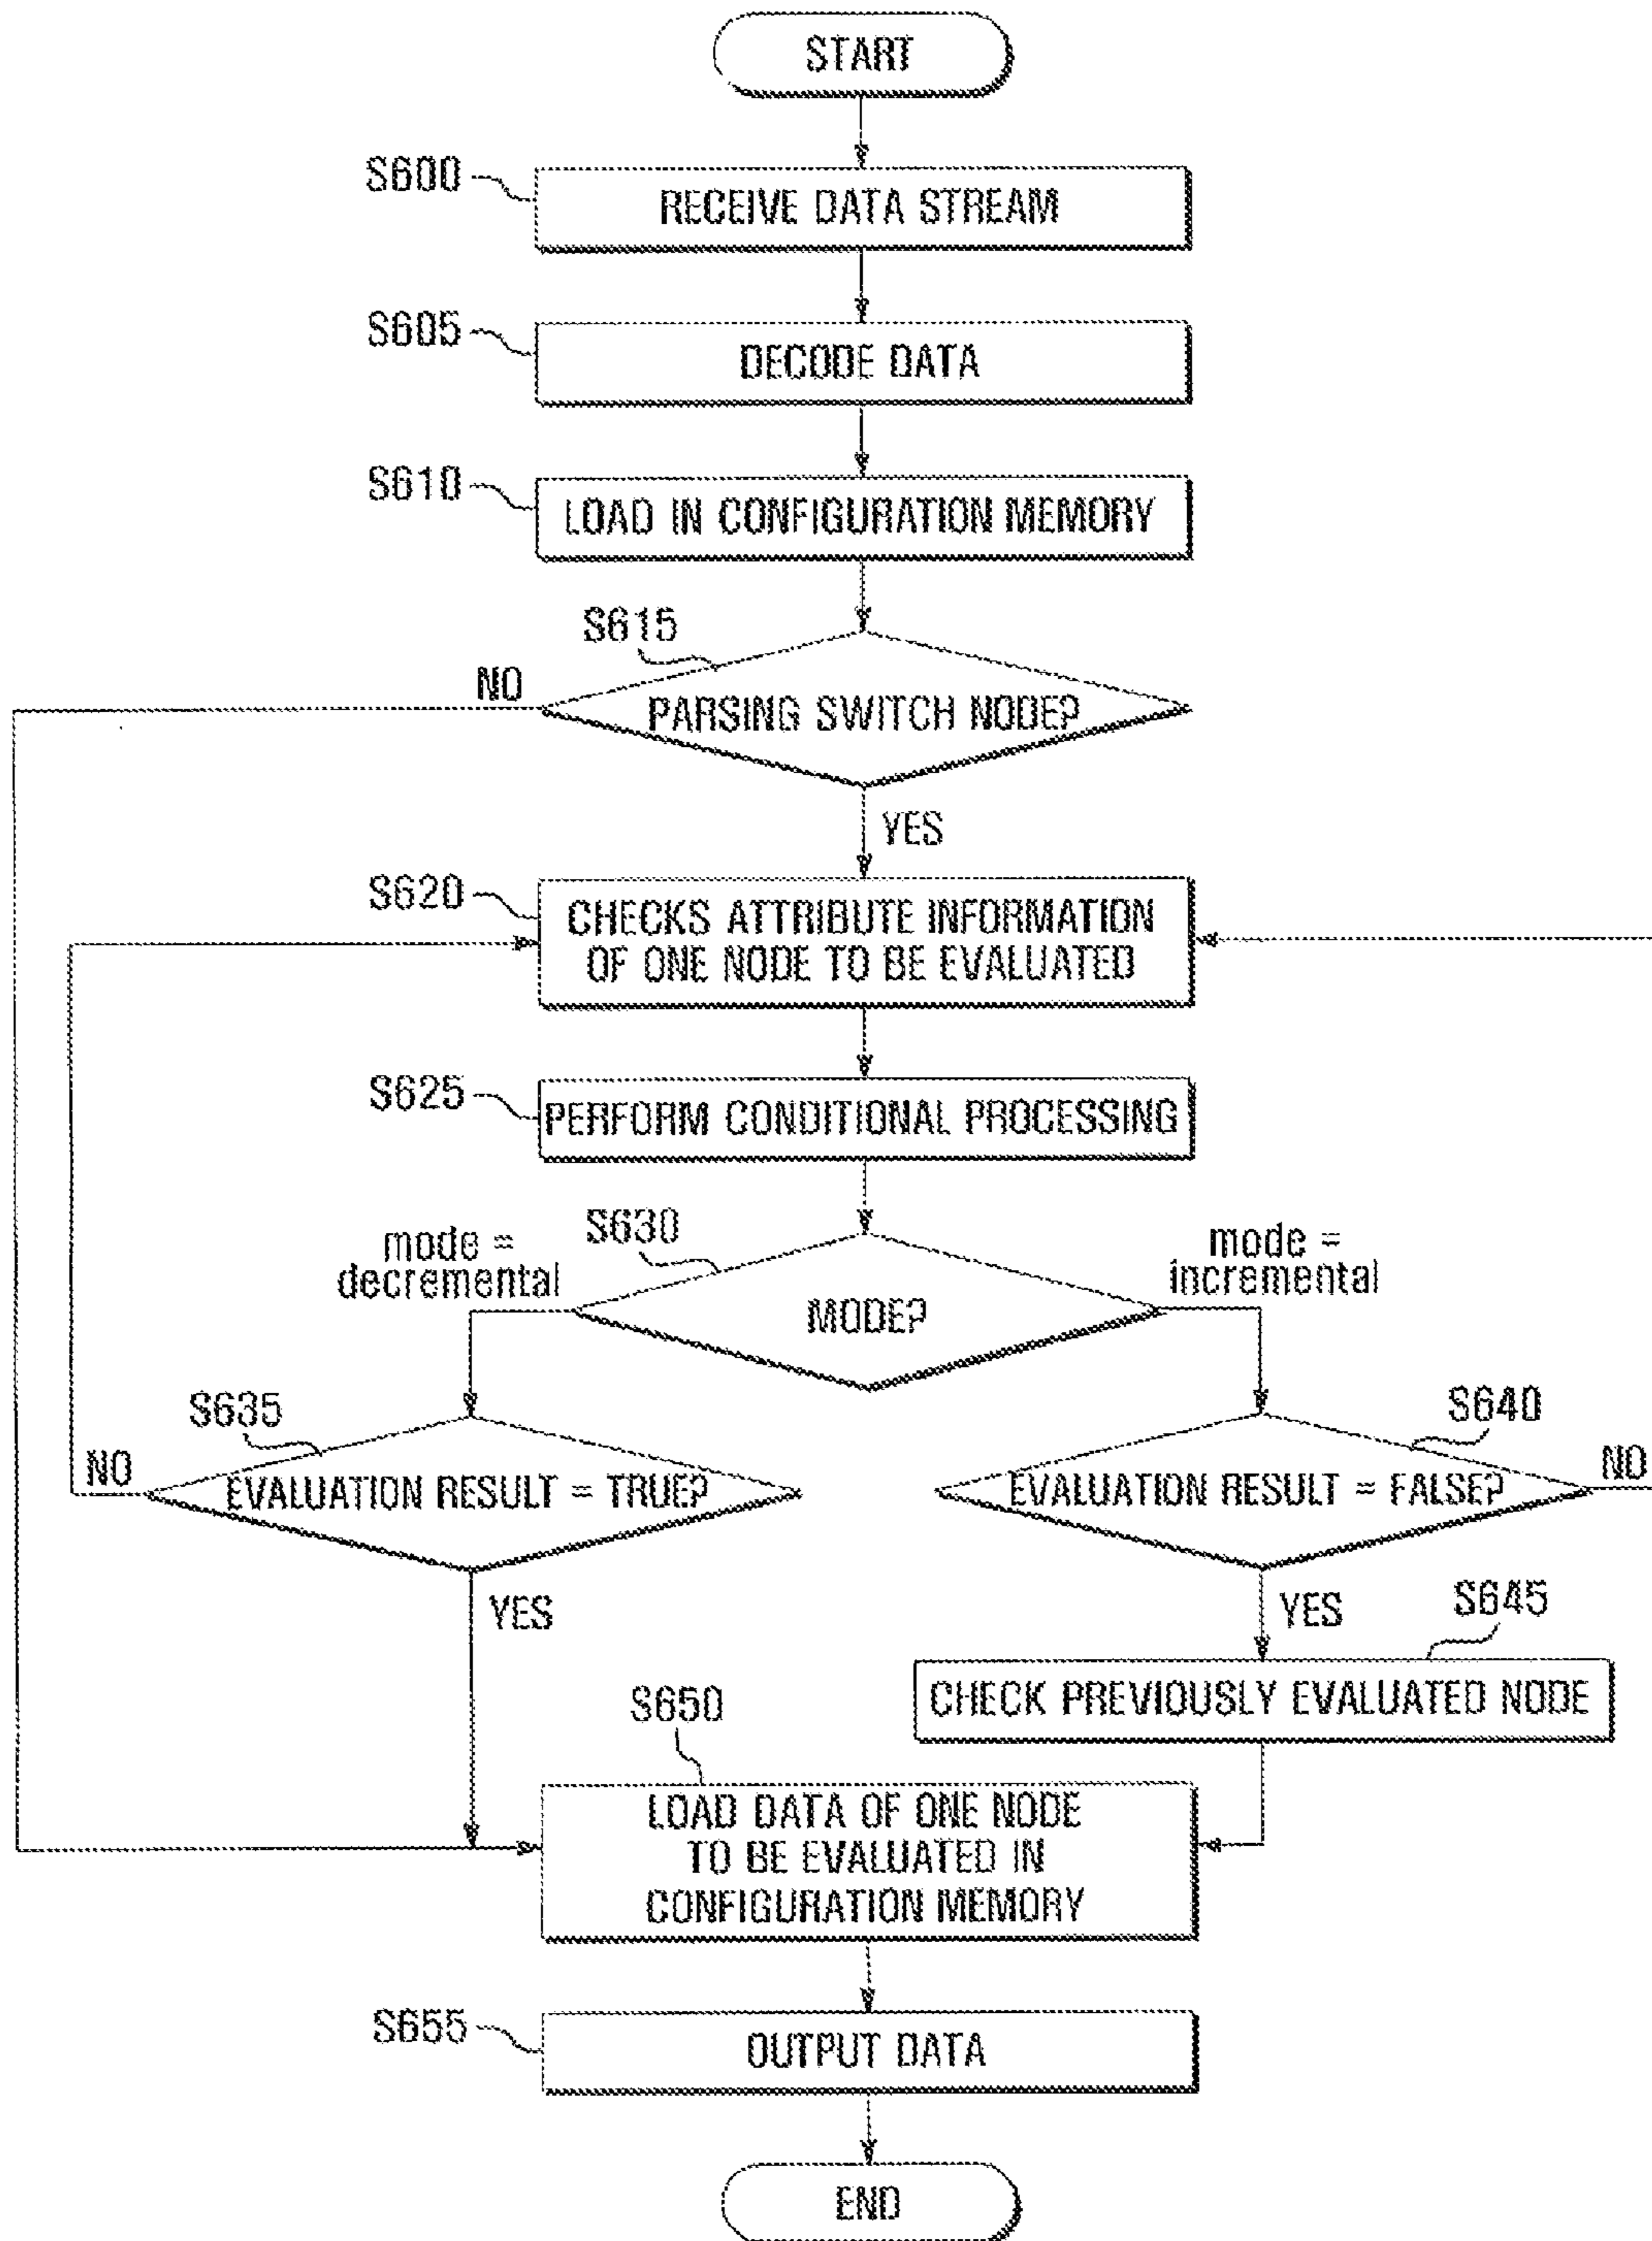 START
S600
RECEIVE DATA STREAM
S605
DECODE DATA
S610
LOAD IN CONFIGURATION MEMORY
S615
NO
PARSING SWITCH NODE?
YES
S620
CHECKS ATTRIBUTE INFORMATION
OF ONE NODE TO BE EVALUATED
S625
PERFORM CONDITIONAL PROCESSING
S630
mode =
decremental
mode =
incremental
MODE?
S635
S640
NO
EVALUATION RESULT = TRUE?
EVALUATION RESULT = FALSE?
NO
YES
YES
S645
CHECK PREVIOUSLY EVALUATED NODE
S650
LOAD DATA OF ONE NODE
TO BE EVALUATED IN
CONFIGURATION MEMORY
S655
OUTPUT DATA
END